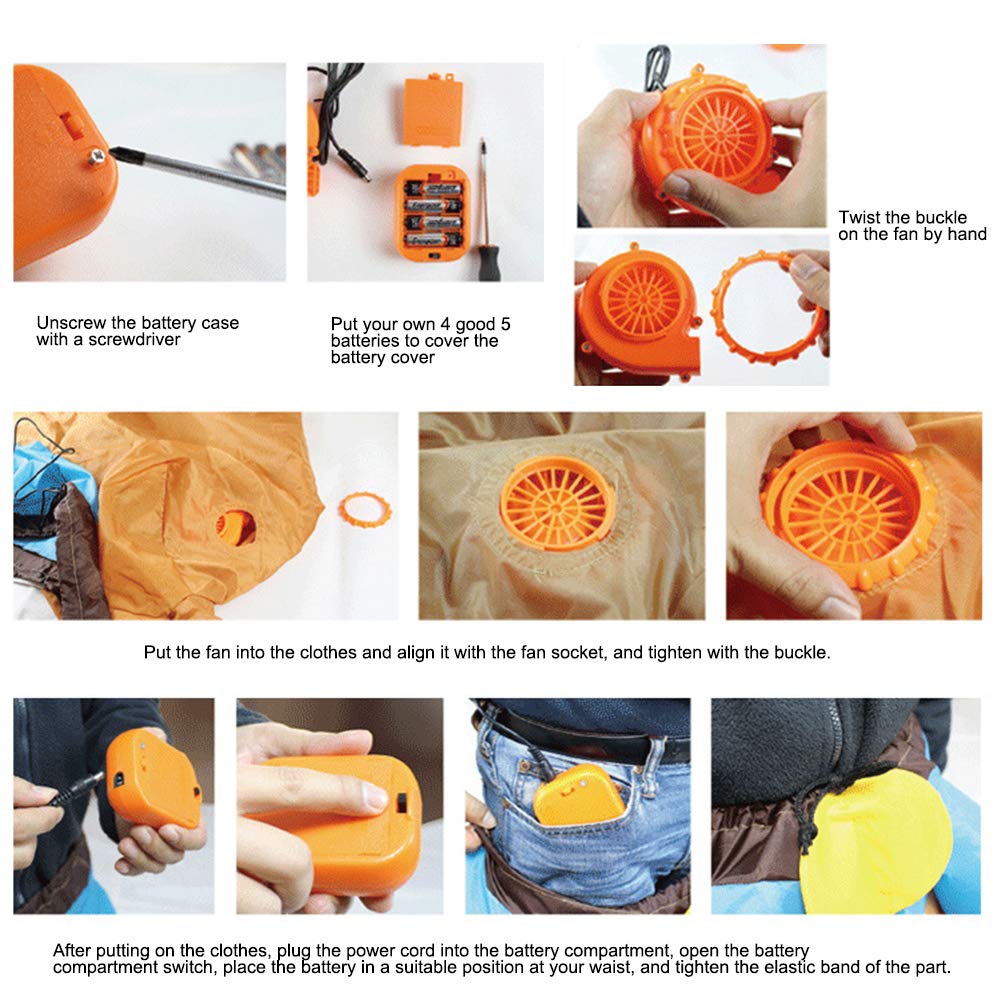 Unscrew the battery case
with a screwdriver
Put your own 4 good 5
batteries to cover the
battery cover
Twist the buckle
on the fan by hand
Put the fan into the clothes and align it with the fan socket, and tighten with the buckle.
After putting on the clothes, plug the power cord into the battery compartment, open the battery
compartment switch, place the battery in a suitable position at your waist, and tighten the elastic band of the part.